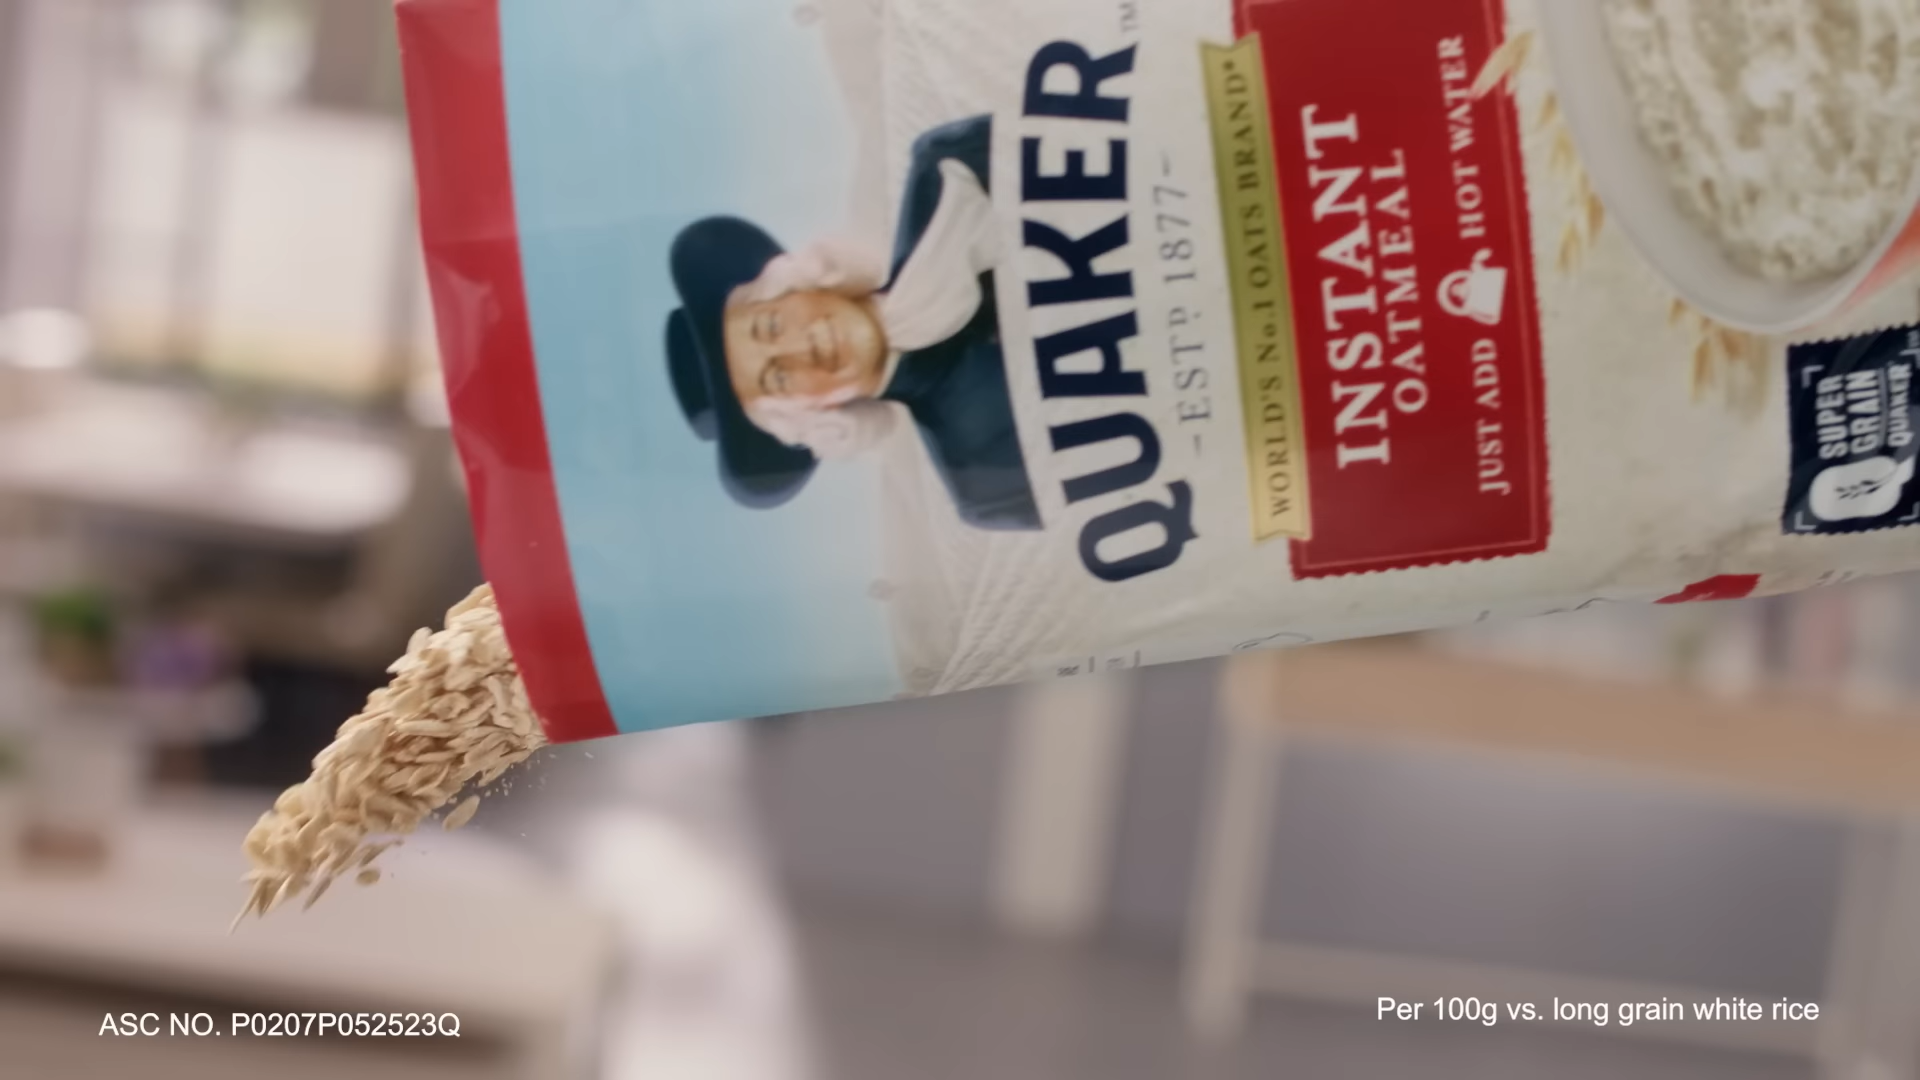 QUAKER™
-ESTD 1877-
WORLD'S No.1 OATS BRAND*
INSTANT
OATMEAL
JUST ADD HOT WATER
SUPER
GRAIN
QUAKER
ASC NO. P0207P052523Q
Per 100g vs. long grain white rice